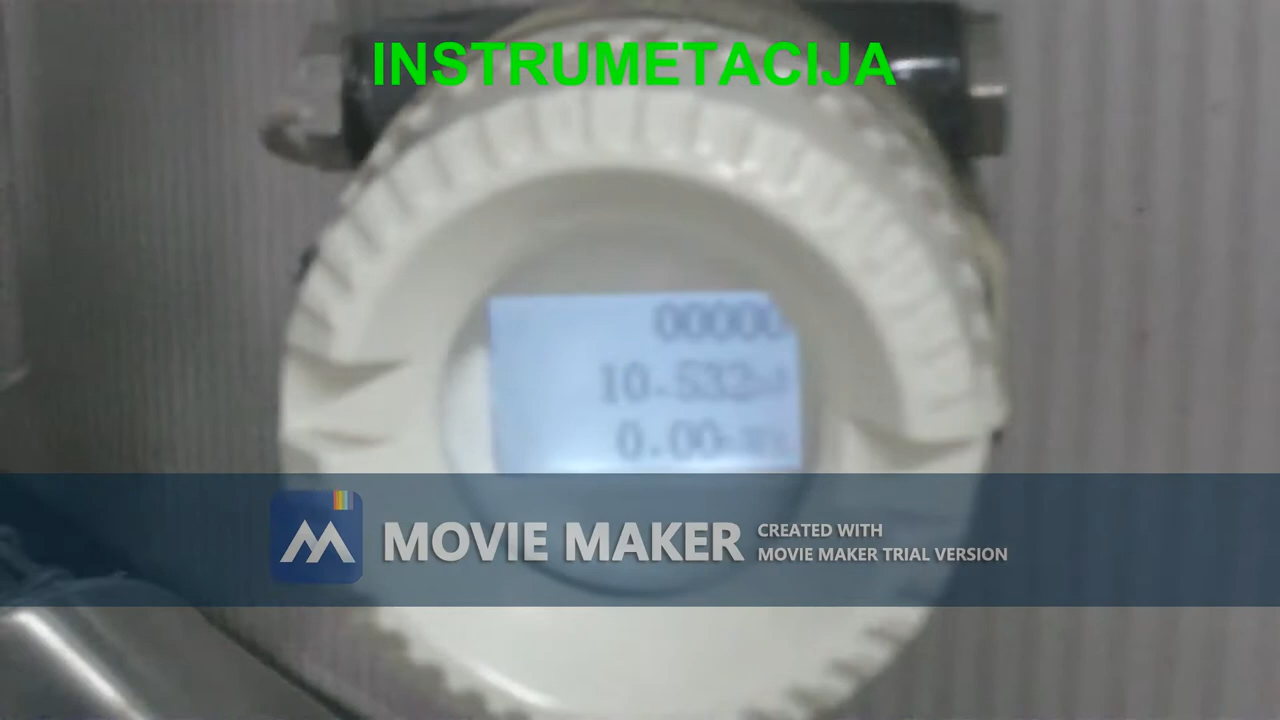 INSTRUMETACIJA
00000
10.532
0.00
MOVIE MAKER
CREATED WITH
MOVIE MAKER TRIAL VERSION